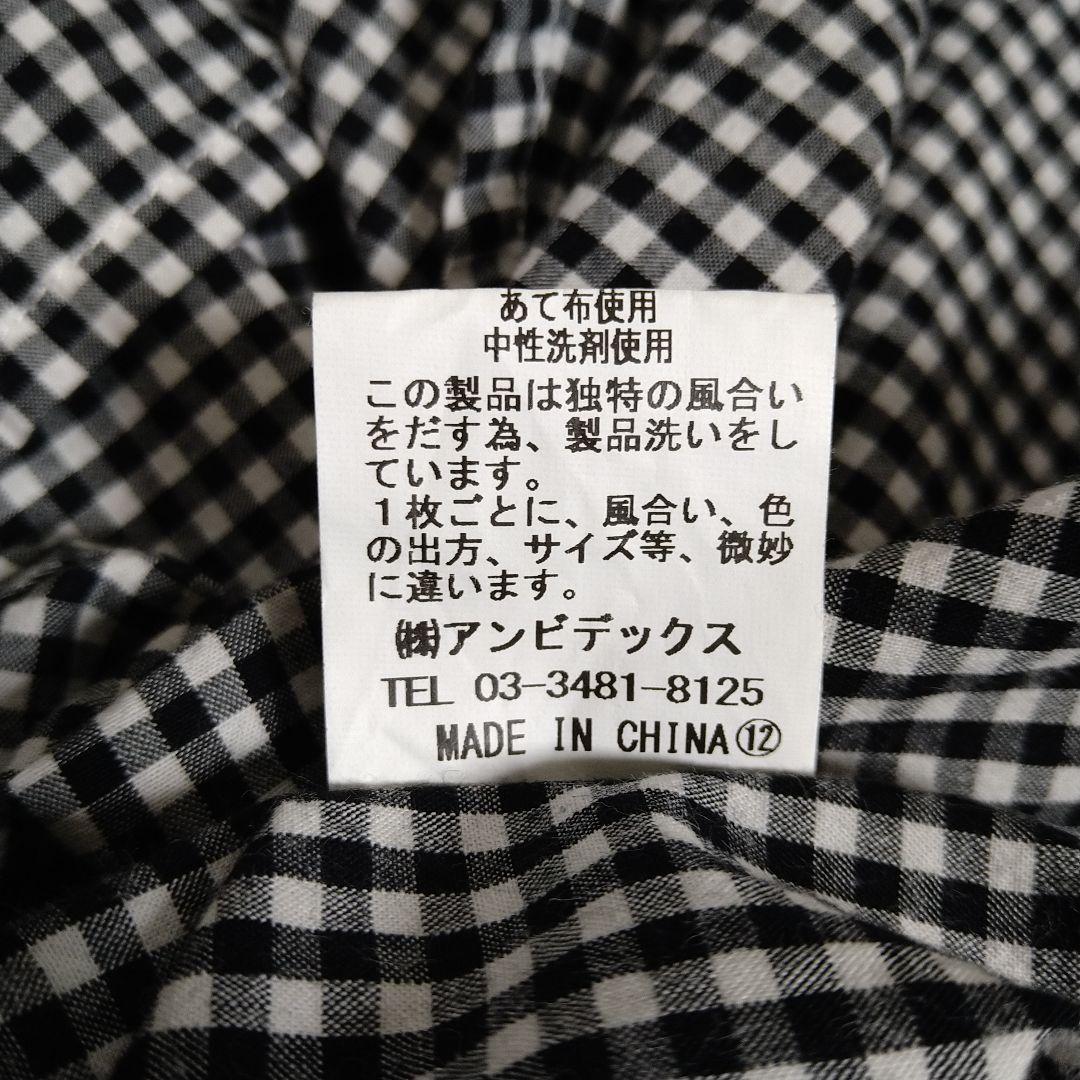 あて布使用
中性洗剤使用
この製品は独特の風合い
をだす為、製品洗いをし
ています。
１枚ごとに、風合い、色
の出方、サイズ等、微妙
に違います。
㈱アンビデックス
TEL 03-3481-8125
MADE IN CHINA⑫